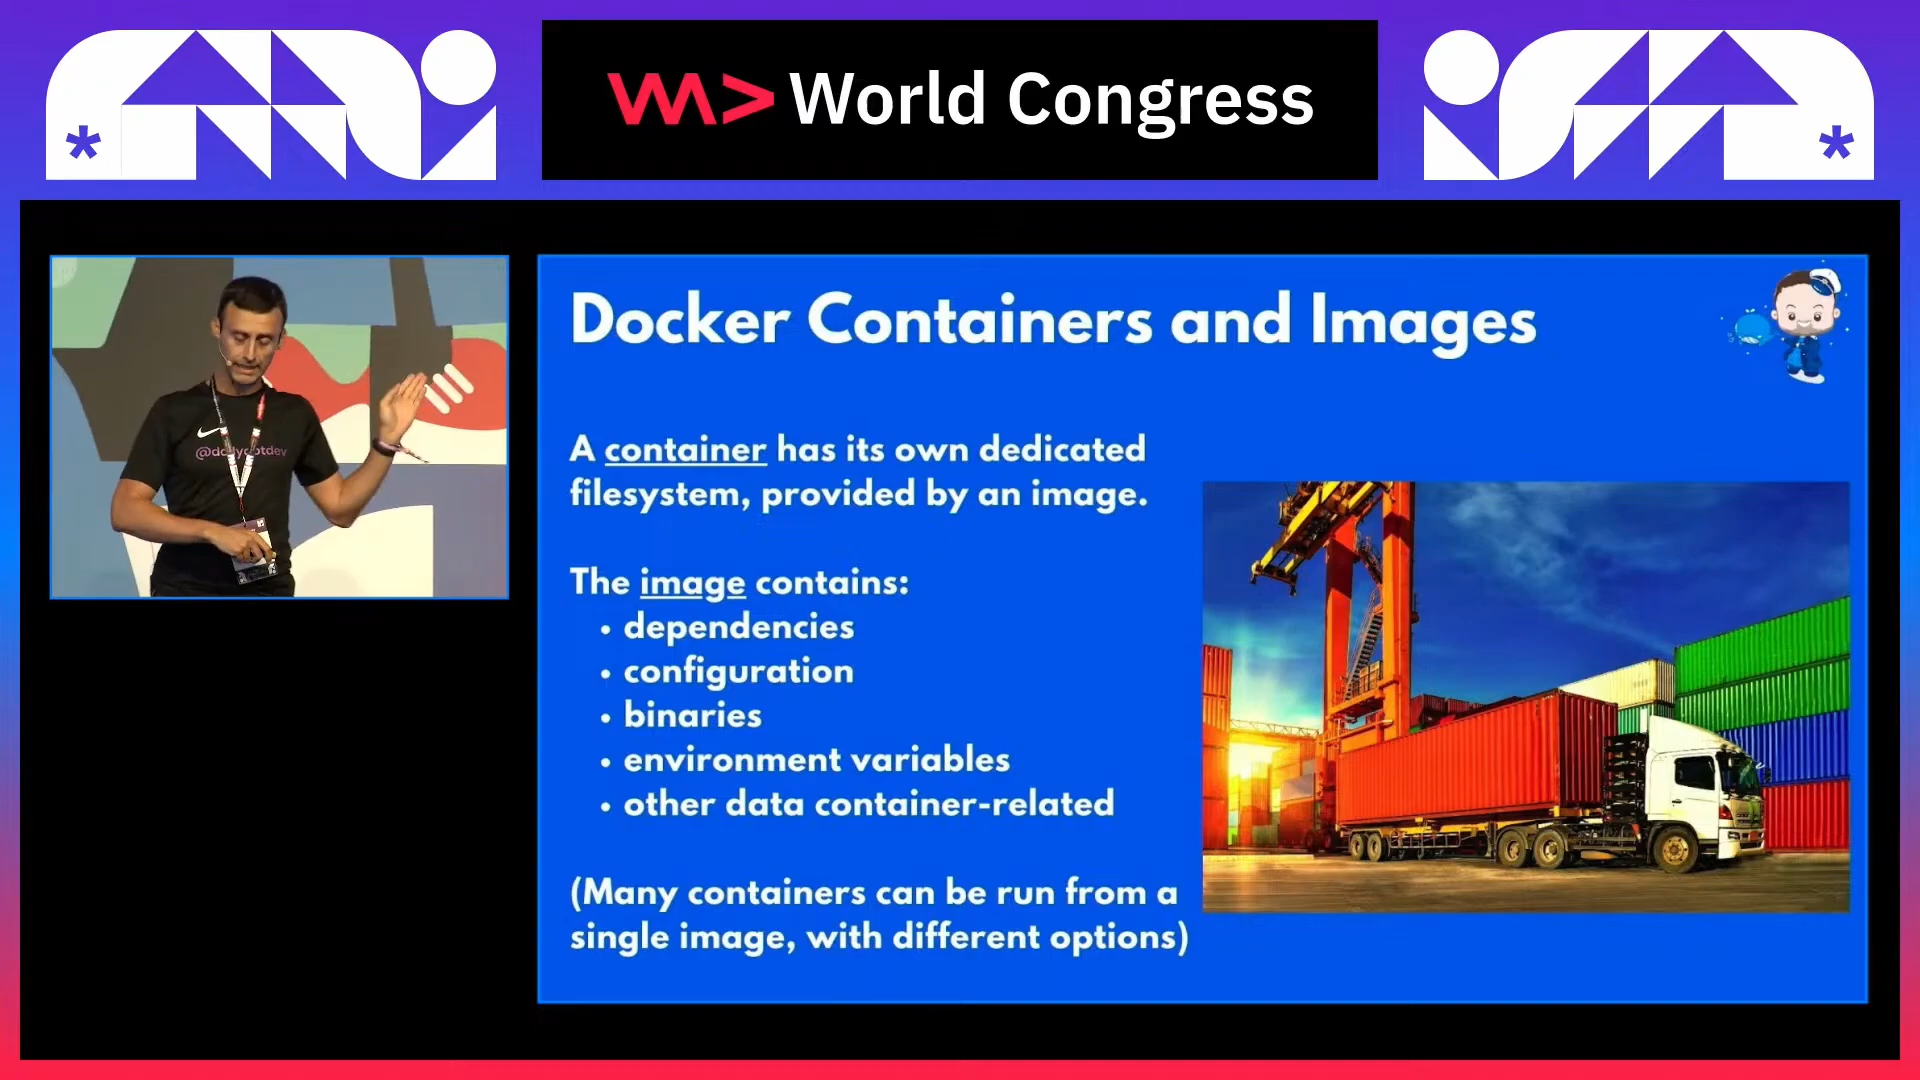 World Congress
@dailydotdev
Docker Containers and Images
A container has its own dedicated
filesystem, provided by an image.
The image contains:
• dependencies
• configuration
• binaries
• environment variables
• other data container-related
(Many containers can be run from a
single image, with different options)